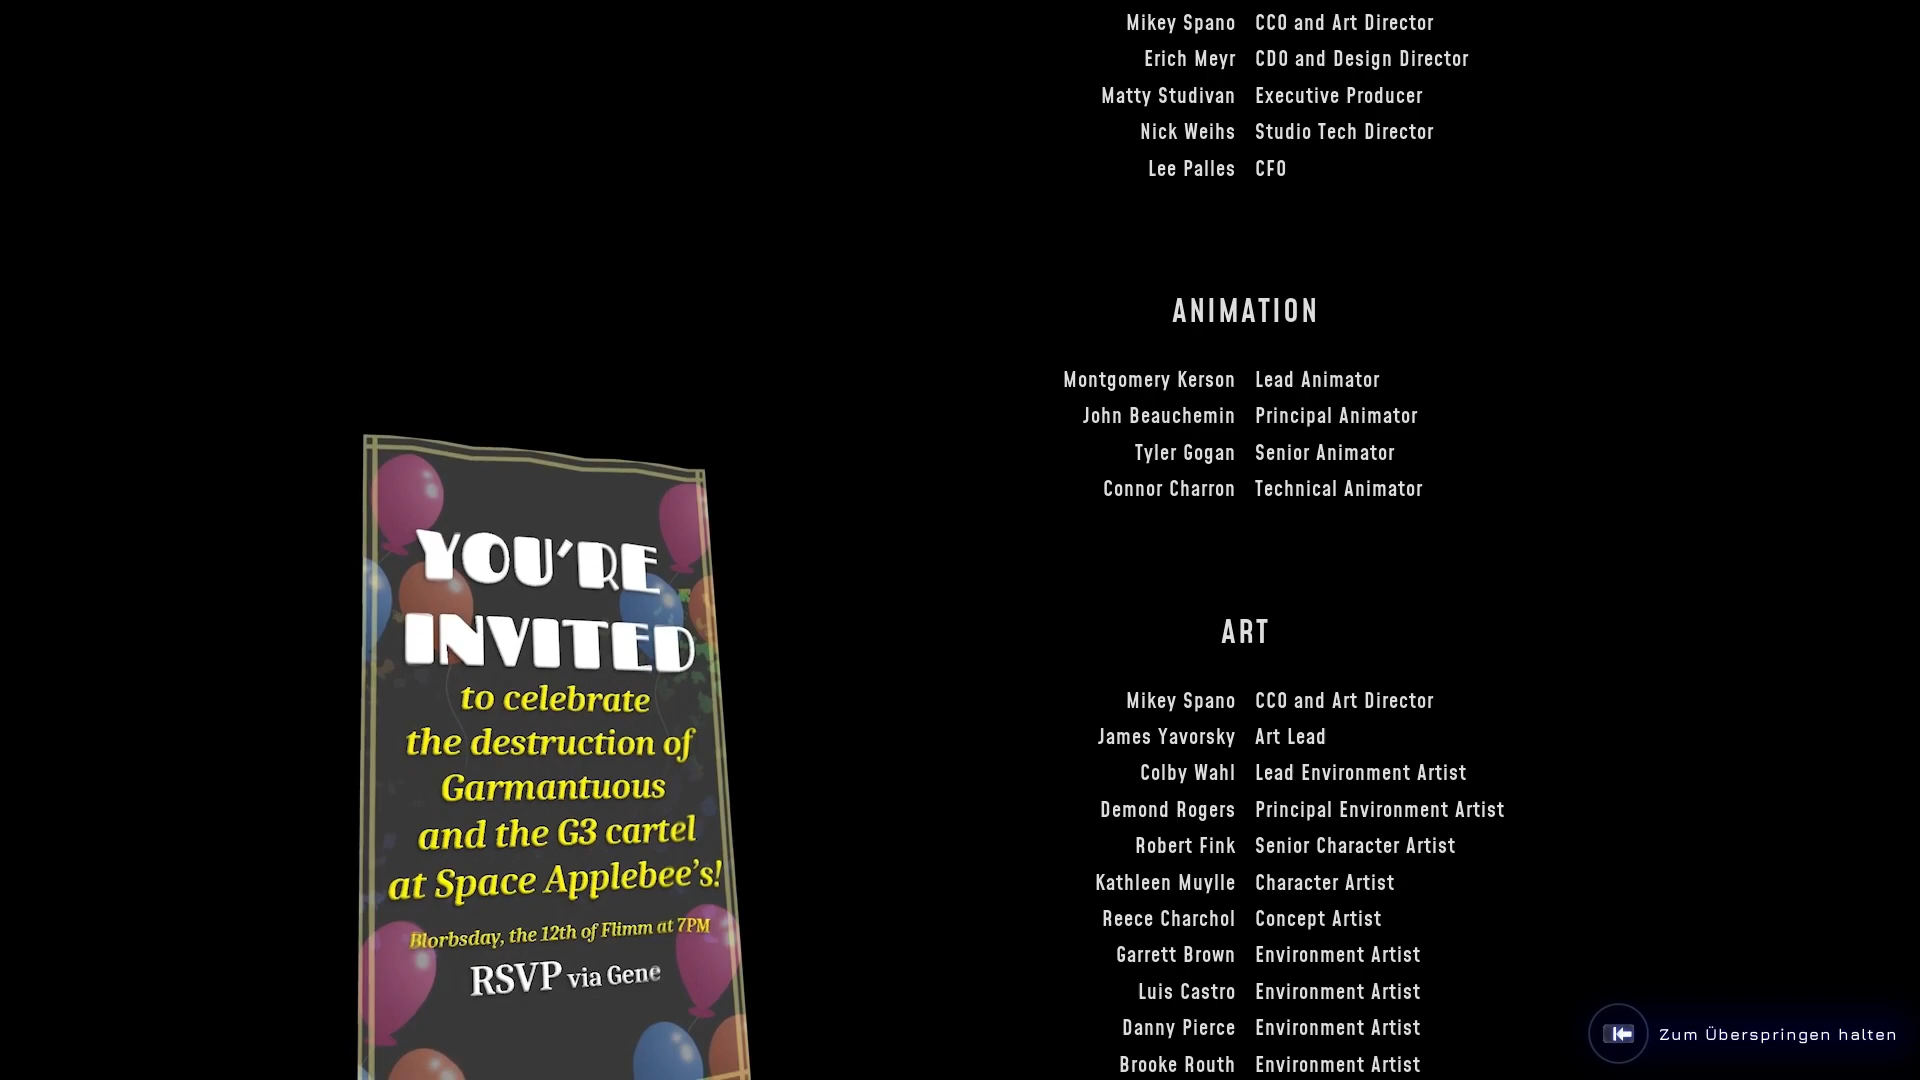 Mikey Spano CCO and Art Director
Erich Meyr CDO and Design Director
Matty Studivan Executive Producer
Nick Weihs Studio Tech Director
Lee Palles CFO
ANIMATION
Montgomery Kerson Lead Animator
John Beauchemin Principal Animator
Tyler Gogan Senior Animator
Connor Charron Technical Animator
ART
Mikey Spano CCO and Art Director
James Yavorsky Art Lead
Colby Wahl Lead Environment Artist
Demond Rogers Principal Environment Artist
Robert Fink Senior Character Artist
Kathleen Muylle Character Artist
Reece Charchol Concept Artist
Garrett Brown Environment Artist
Luis Castro Environment Artist
Danny Pierce Environment Artist
Brooke Routh Environment Artist
YOU'RE
INVITED
to celebrate
the destruction of
Garmantuous
and the G3 cartel
at Space Applebee's!
Blorbsday, the 12th of Flimm at 7PM
RSVP via Gene
Zum Überspringen halten